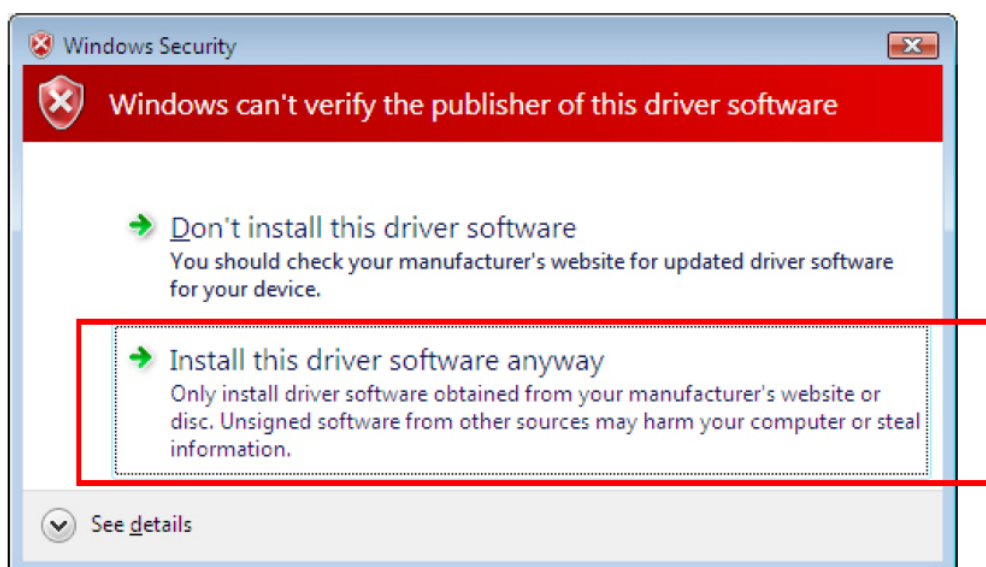 Windows Security
Windows can't verify the publisher of this driver software
Don't install this driver software
You should check your manufacturer's website for updated driver software
for your device.
Install this driver software anyway
Only install driver software obtained from your manufacturer's website or
disc. Unsigned software from other sources may harm your computer or steal
information.
See details